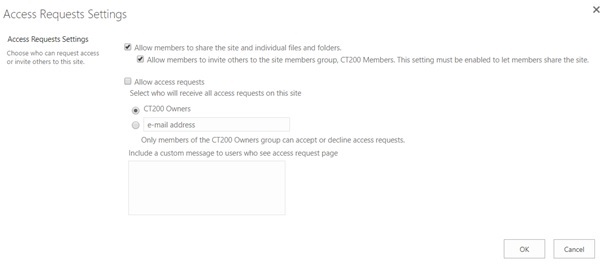 Access Requests Settings
Access Requests Settings
Choose who can request access
or invite others to this site.
Allow members to share the site and individual files and folders.
Allow members to invite others to the site members group, CT200 Members. This setting must be enabled to let members share the site.
Allow access requests
Select who will receive all access requests on this site
CT200 Owners
e-mail address
Only members of the CT200 Owners group can accept or decline access requests.
Include a custom message to users who see access request page
OK
Cancel